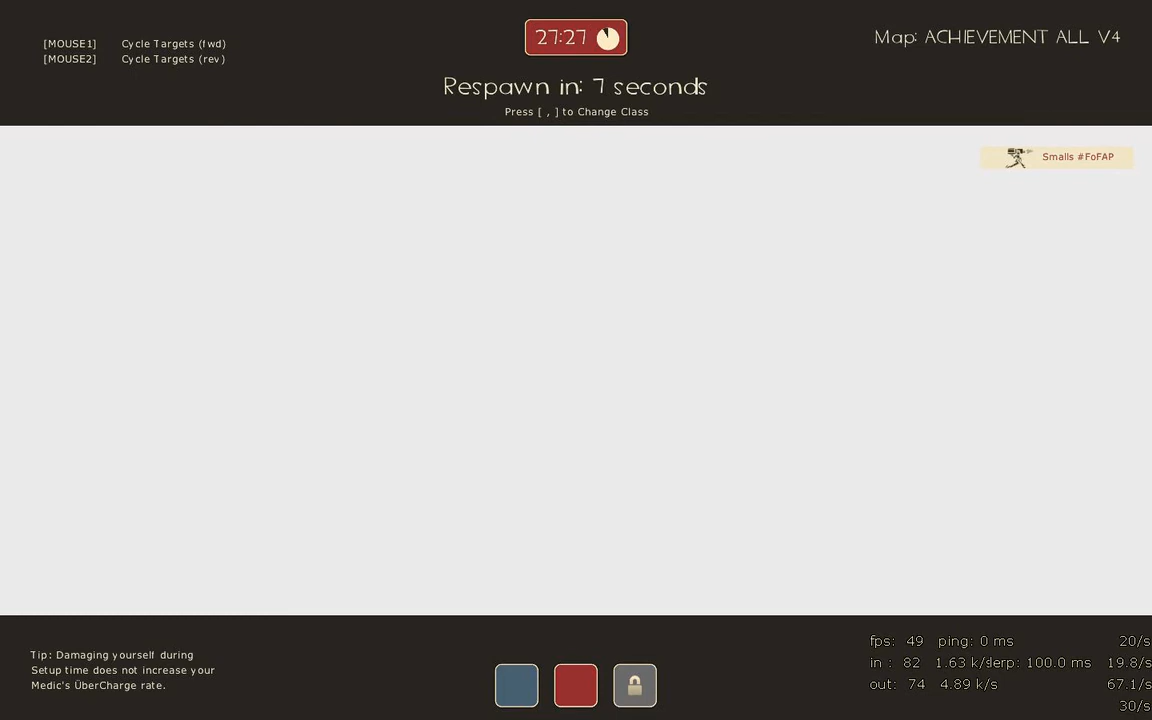 [MOUSE1] Cycle Targets (fwd)
[MOUSE2] Cycle Targets (rev)
27:27
Map: ACHIEVEMENT ALL V4
Respawn in: 7 seconds
Press [ , ] to Change Class
Smalls #FoFAP
Tip: Damaging yourself during
Setup time does not increase your
Medic's ÜberCharge rate.
fps: 49 ping: 0 ms 20/s
in : 82 1.63 k/s lerp: 100.0 ms 19.8/s
out: 74 4.89 k/s 67.1/s
30/s